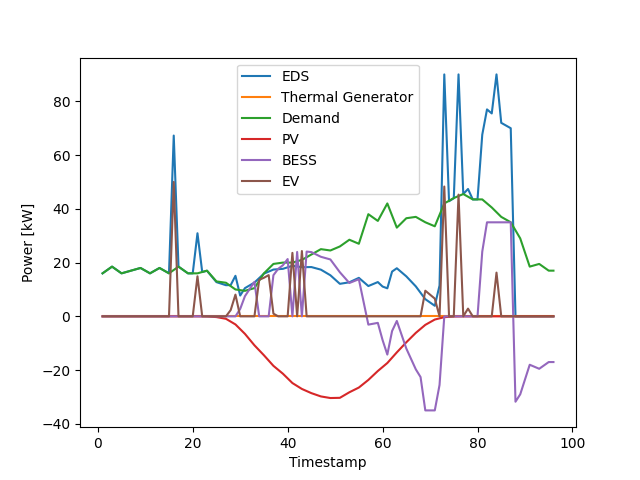 EDS
Thermal Generator
Demand
PV
BESS
EV
Power [kW]
80
60
40
20
0
−20
−40
0 20 40 60 80 100
Timestamp